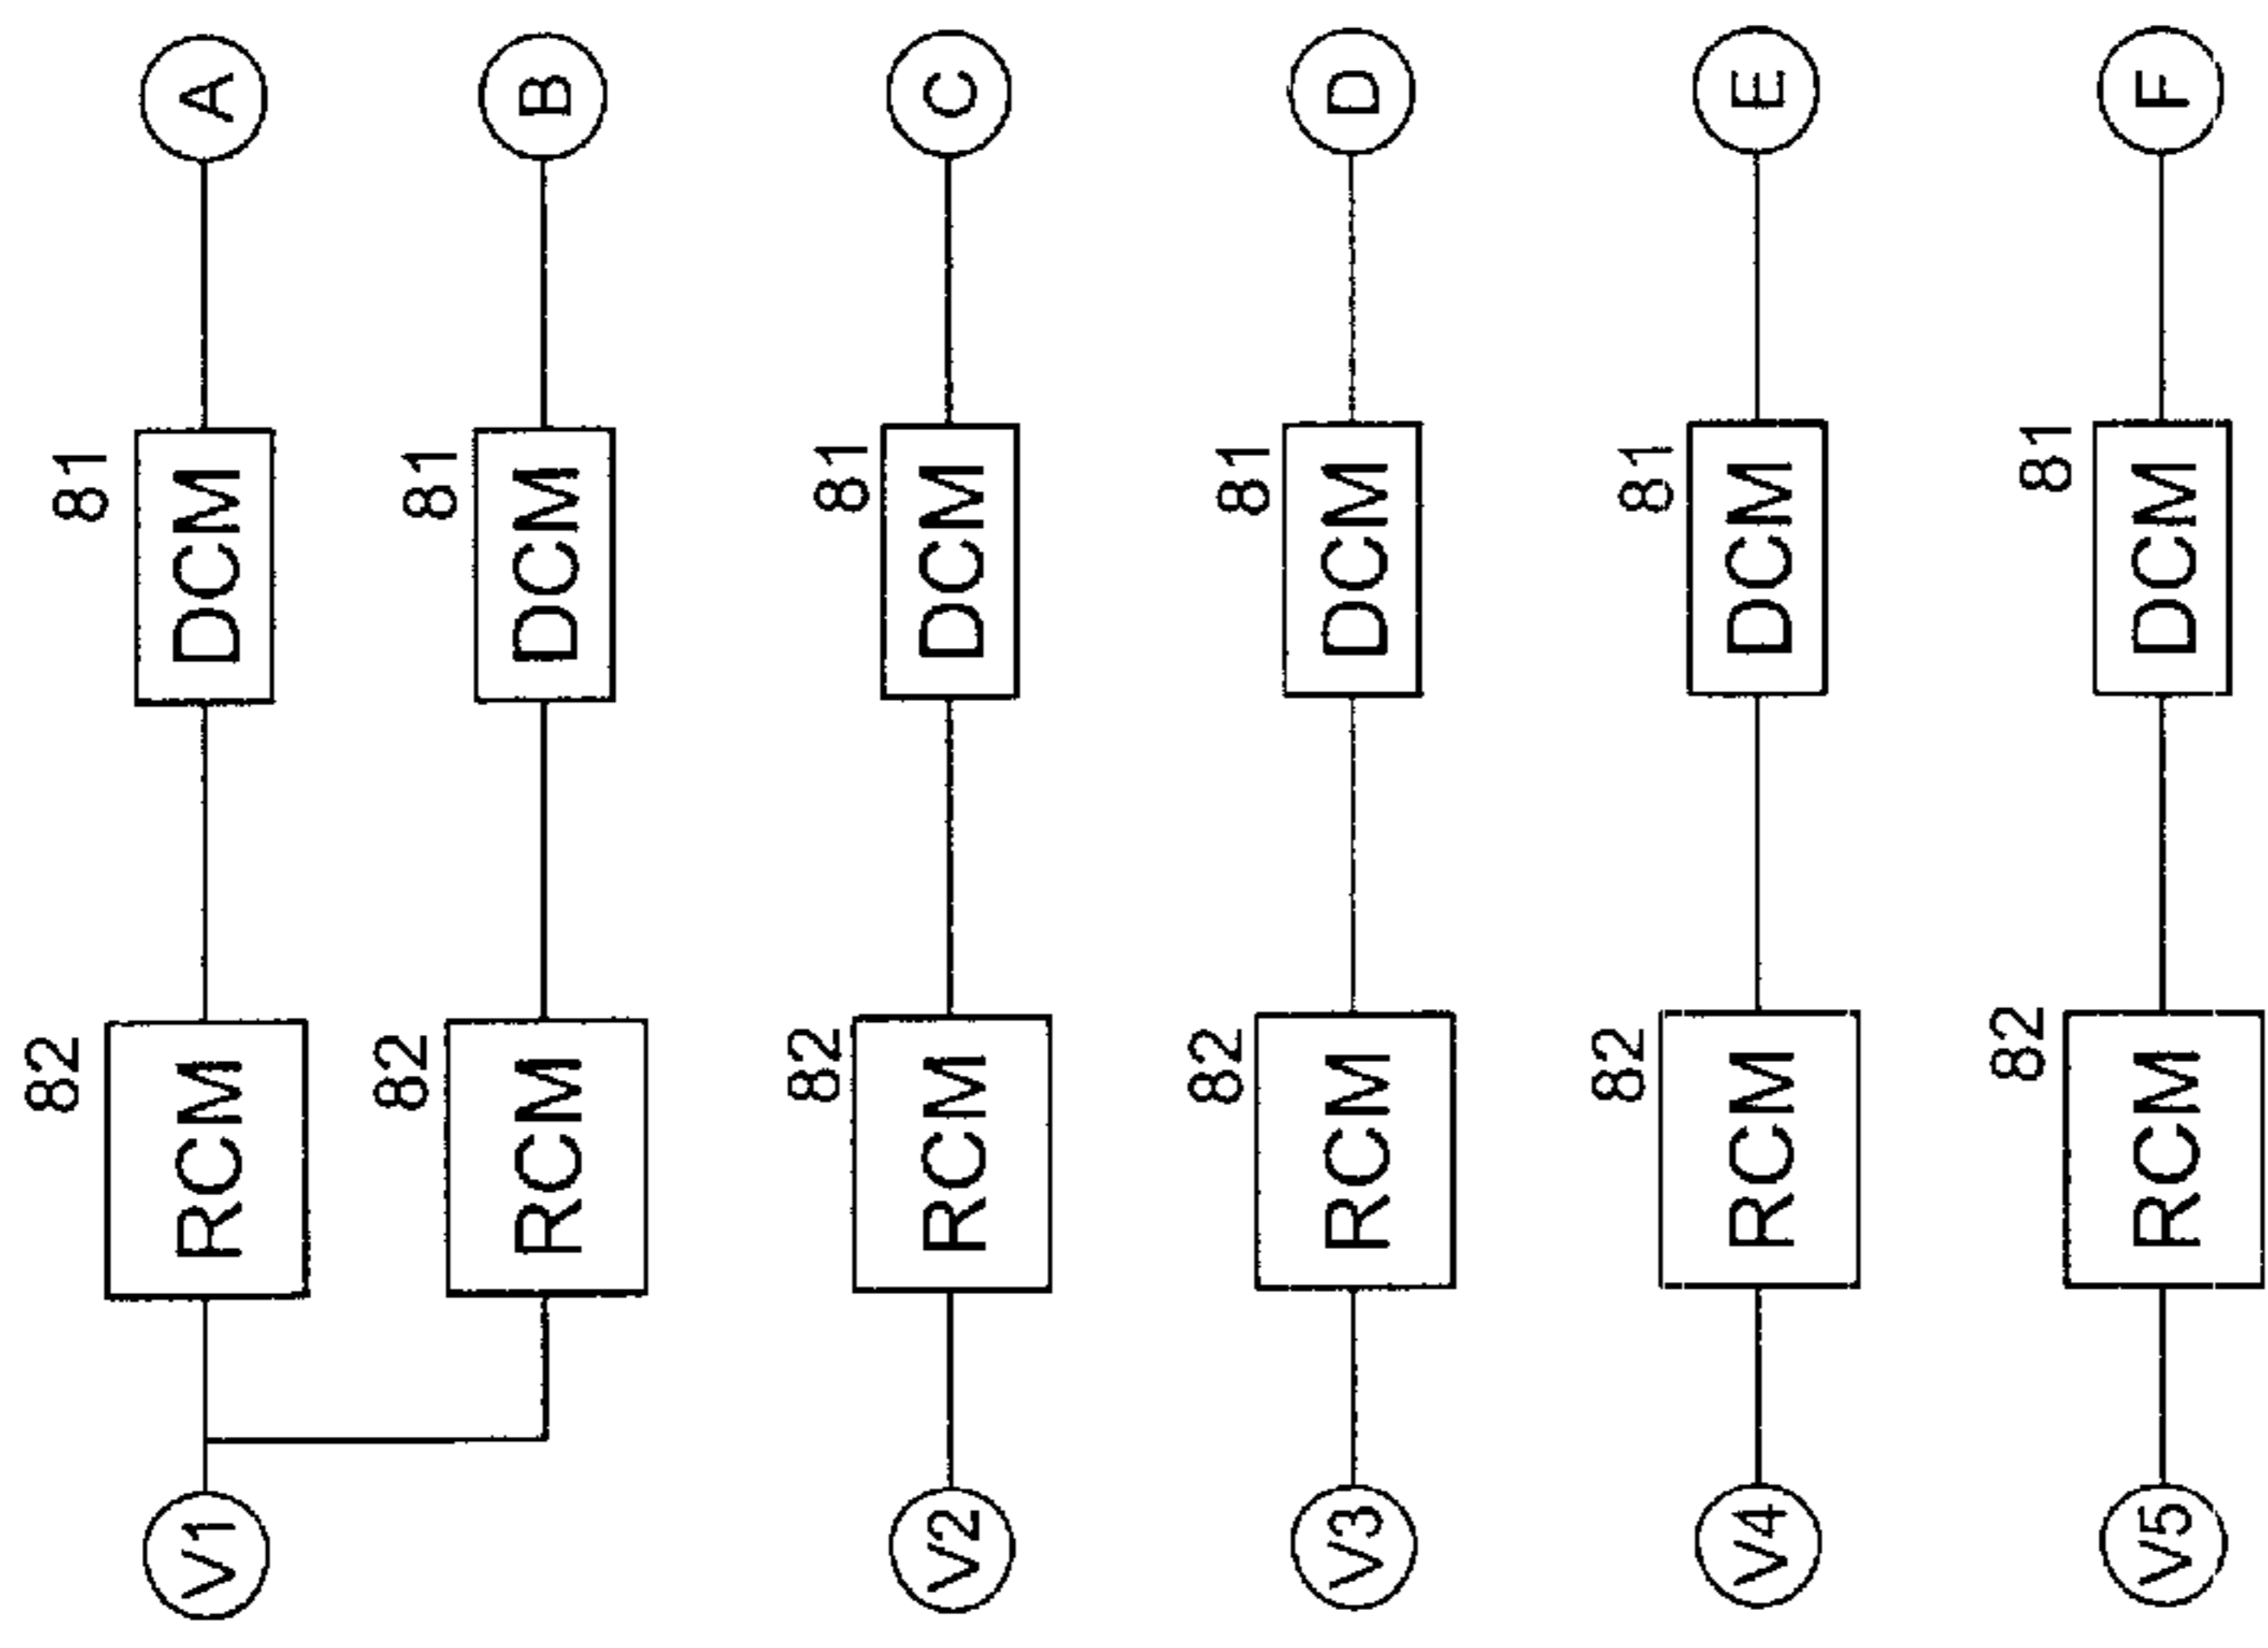 V1 82 RCM 81 DCM A
82 RCM 81 DCM B
V2 82 RCM 81 DCM C
V3 82 RCM 81 DCM D
V4 82 RCM 81 DCM E
V5 82 RCM 81 DCM F